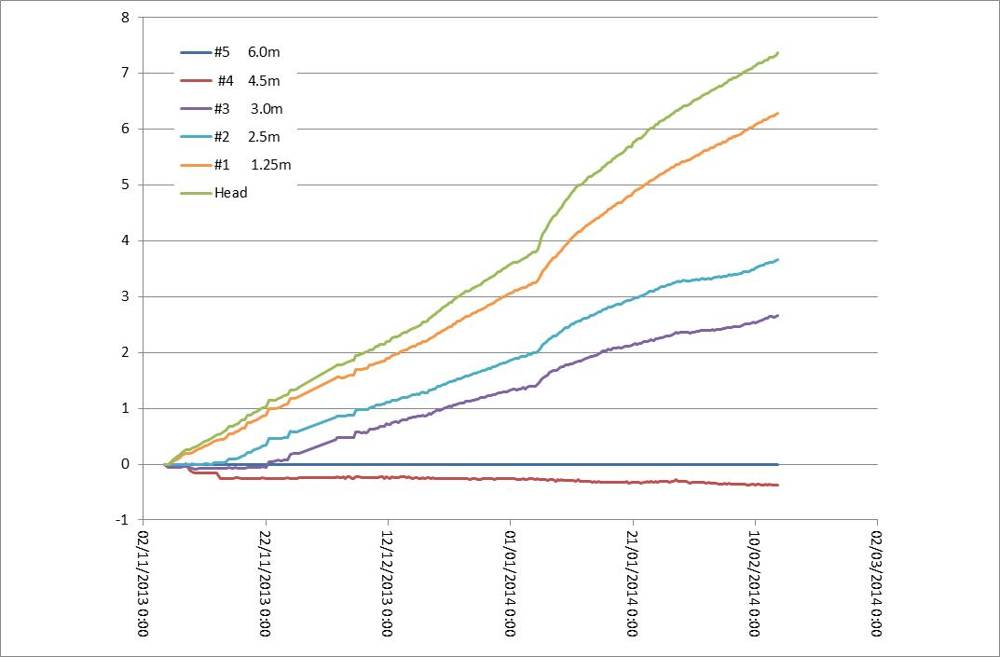 8
7
6
5
4
3
2
1
0
-1
#5 6.0m
#4 4.5m
#3 3.0m
#2 2.5m
#1 1.25m
Head
02/11/2013 0:00
22/11/2013 0:00
12/12/2013 0:00
01/01/2014 0:00
21/01/2014 0:00
10/02/2014 0:00
02/03/2014 0:00